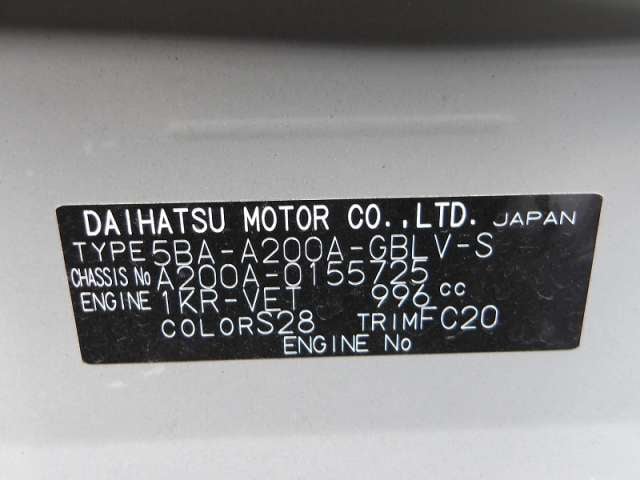 DAIHATSU MOTOR CO.,LTD. JAPAN
TYPE 5BA-A200A-GBLV-S
CHASSIS No A200A-0155725
ENGINE 1KR-VET 996 cc
COLOR S28 TRIM FC20
ENGINE No